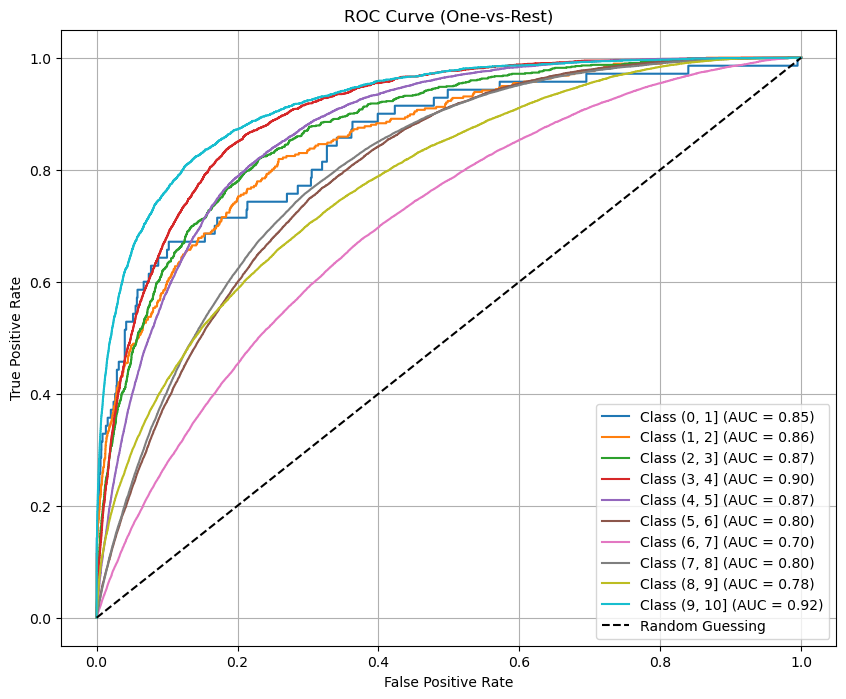 ROC Curve (One-vs-Rest)
1.0
0.8
0.6
0.4
0.2
0.0
True Positive Rate
0.0 0.2 0.4 0.6 0.8 1.0
False Positive Rate
Class (0, 1] (AUC = 0.85)
Class (1, 2] (AUC = 0.86)
Class (2, 3] (AUC = 0.87)
Class (3, 4] (AUC = 0.90)
Class (4, 5] (AUC = 0.87)
Class (5, 6] (AUC = 0.80)
Class (6, 7] (AUC = 0.70)
Class (7, 8] (AUC = 0.80)
Class (8, 9] (AUC = 0.78)
Class (9, 10] (AUC = 0.92)
Random Guessing